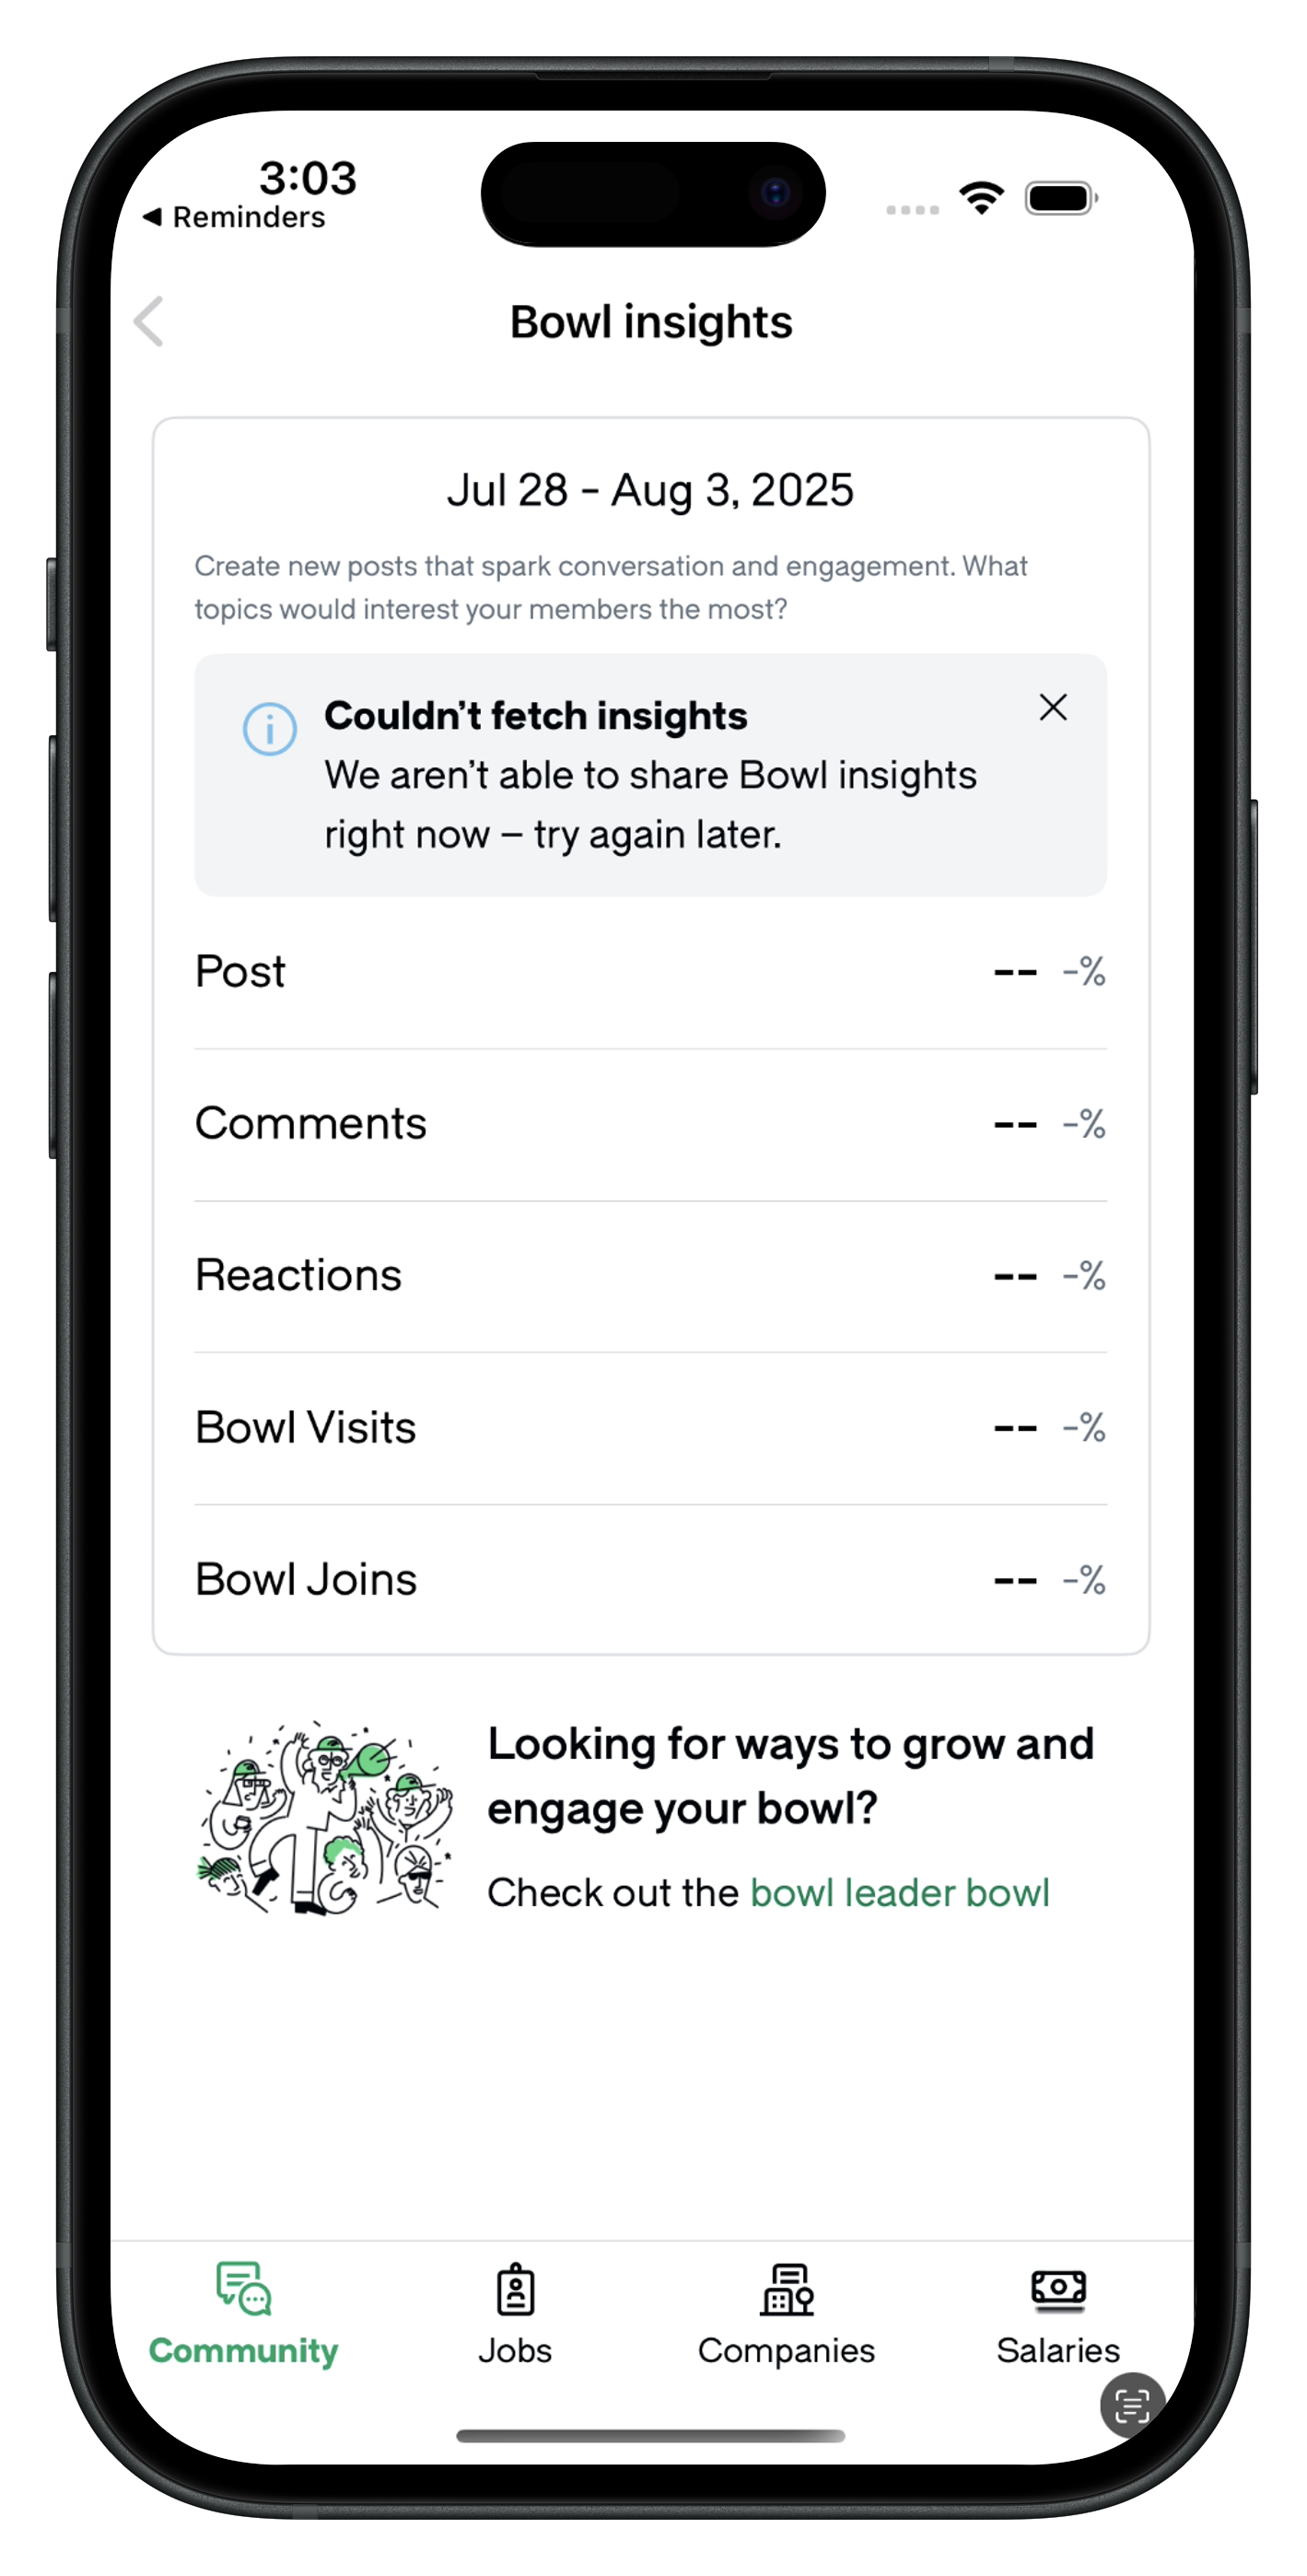 3:03
◀ Reminders
Bowl insights
Jul 28 - Aug 3, 2025
Create new posts that spark conversation and engagement. What
topics would interest your members the most?
Couldn’t fetch insights
We aren’t able to share Bowl insights
right now – try again later.
Post -- -%
Comments -- -%
Reactions -- -%
Bowl Visits -- -%
Bowl Joins -- -%
Looking for ways to grow and
engage your bowl?
Check out the bowl leader bowl
Community Jobs Companies Salaries